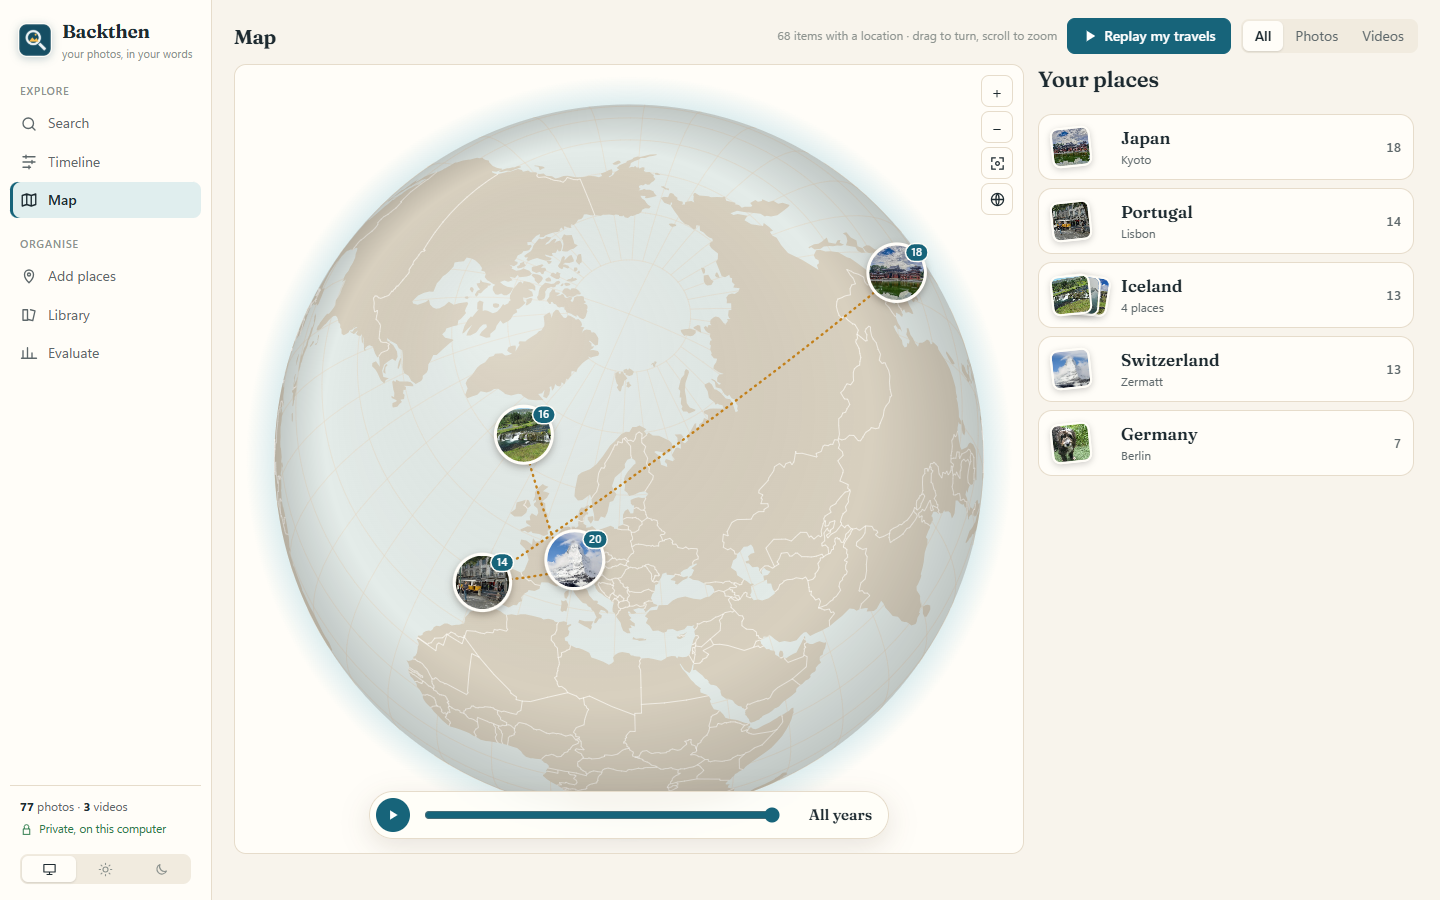 Backthen
your photos, in your words
EXPLORE
Search
Timeline
Map
ORGANISE
Add places
Library
Evaluate
77 photos · 3 videos
Private, on this computer
Map
68 items with a location · drag to turn, scroll to zoom
Replay my travels
All
Photos
Videos
+
−
18
16
20
14
All years
Your places
Japan
Kyoto
18
Portugal
Lisbon
14
Iceland
4 places
13
Switzerland
Zermatt
13
Germany
Berlin
7